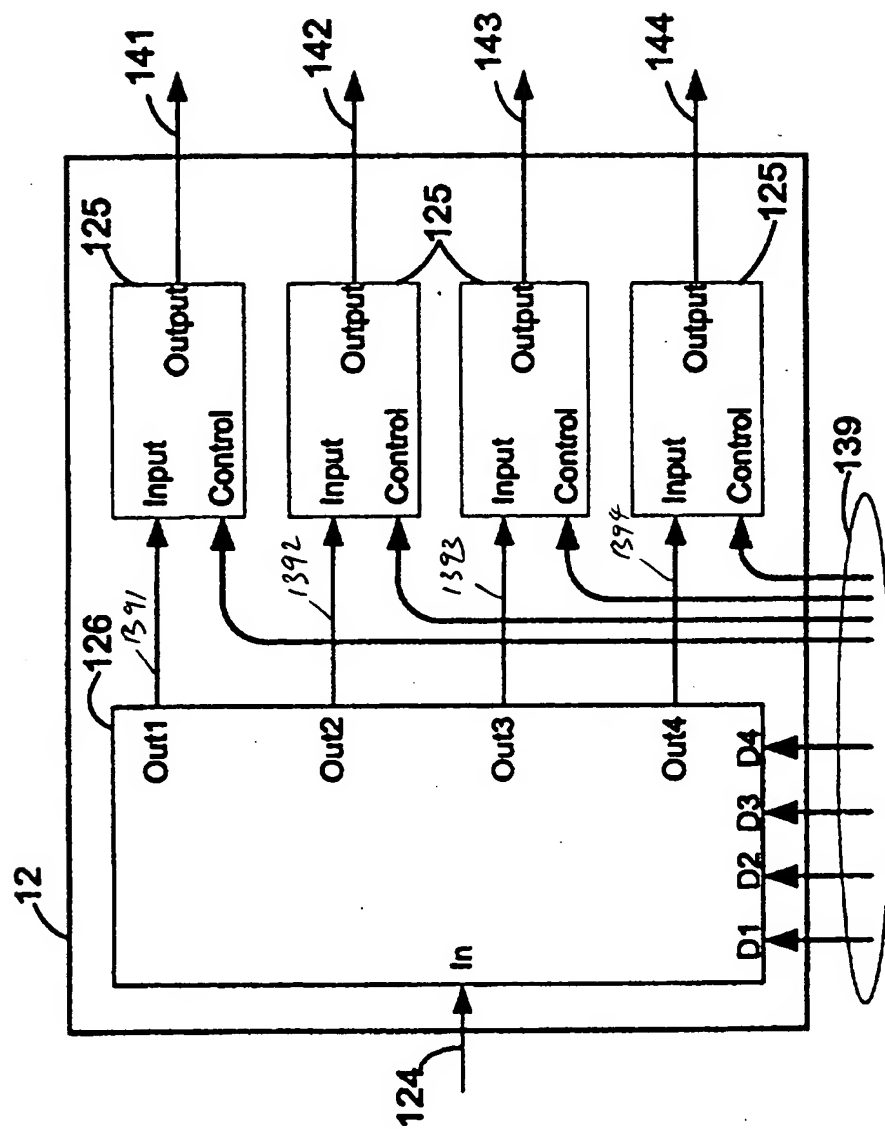 12
126
125
141
142
125
143
144
125
139
124
In
Out1
Out2
Out3
Out4
D1
D2
D3
D4
1391
1392
1393
1394
Input
Control
Output
Input
Control
Output
Input
Control
Output
Input
Control
Output